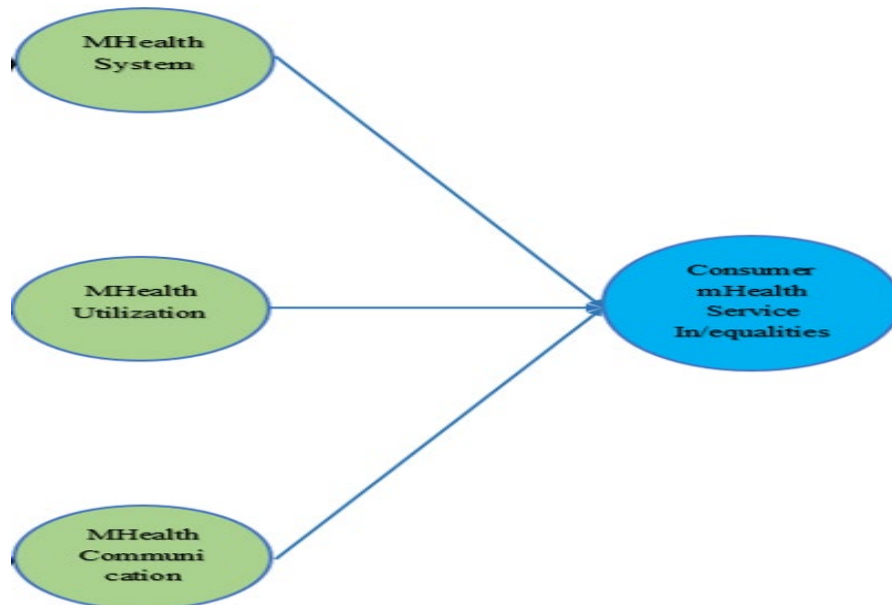 MHealth
System
MHealth
Utilization
Consumer
mHealth
Service
In/equalities
MHealth
Communi
cation